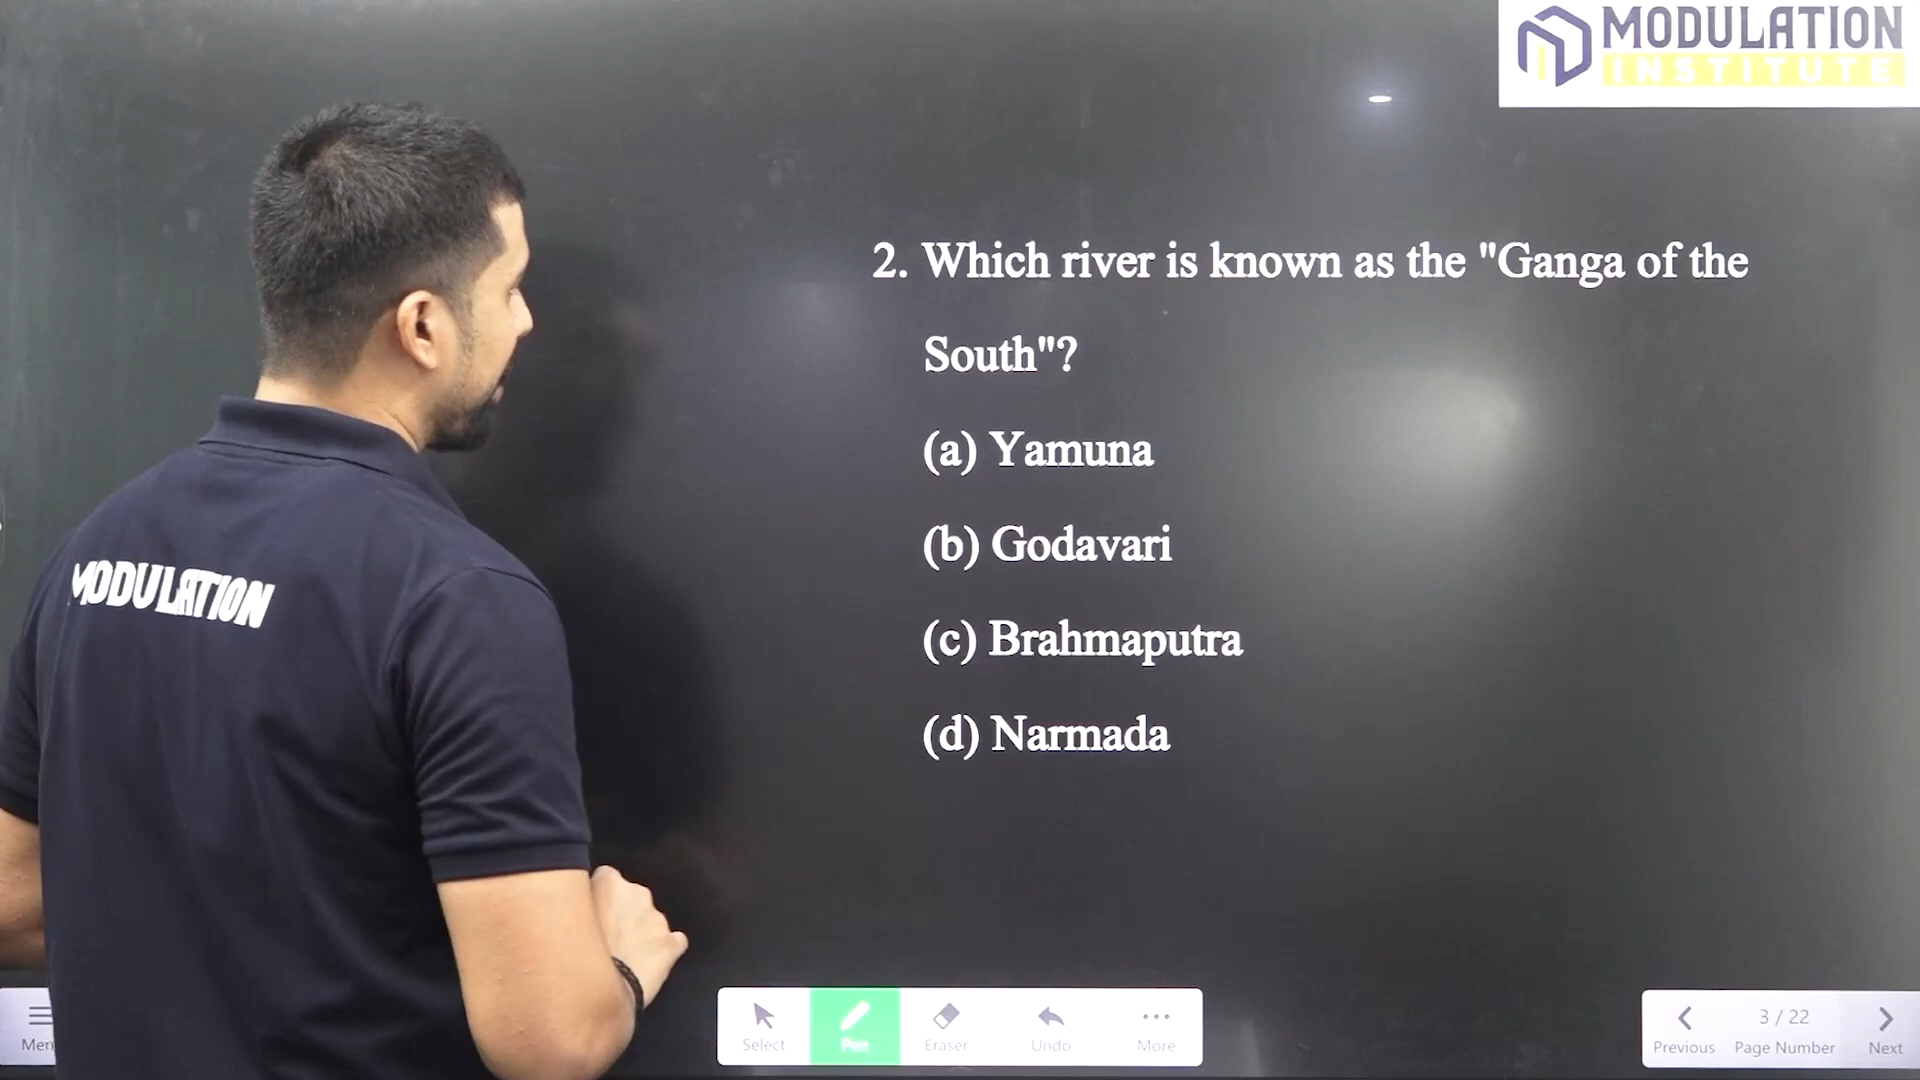 MODULATION
INSTITUTE
2. Which river is known as the "Ganga of the
South"?
(a) Yamuna
(b) Godavari
(c) Brahmaputra
(d) Narmada
MODULATION
Select
Pen
Eraser
Undo
More
3 / 22
Previous
Page Number
Next